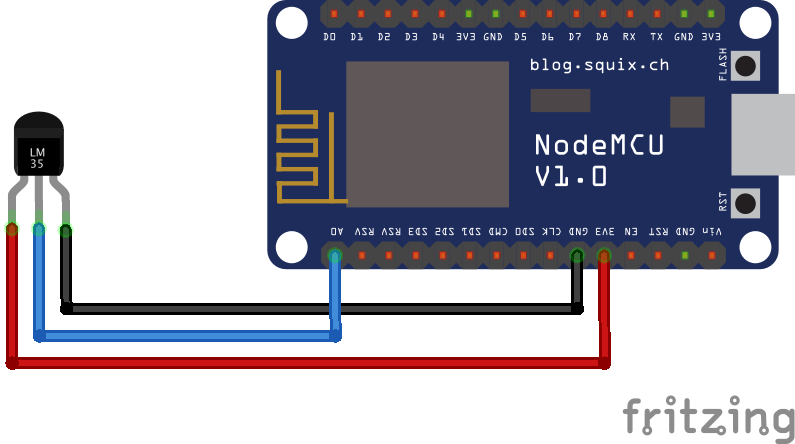 D0 D1 D2 D3 D4 3V3 GND D5 D6 D7 D8 RX TX GND 3V3
blog.squix.ch
FLASH
LM
35
NodeMCU
V1.0
RST
A0 RSV RSV SD3 SD2 SD1 CMD SD0 CLK GND 3V3 EN RST GND Vin
fritzing